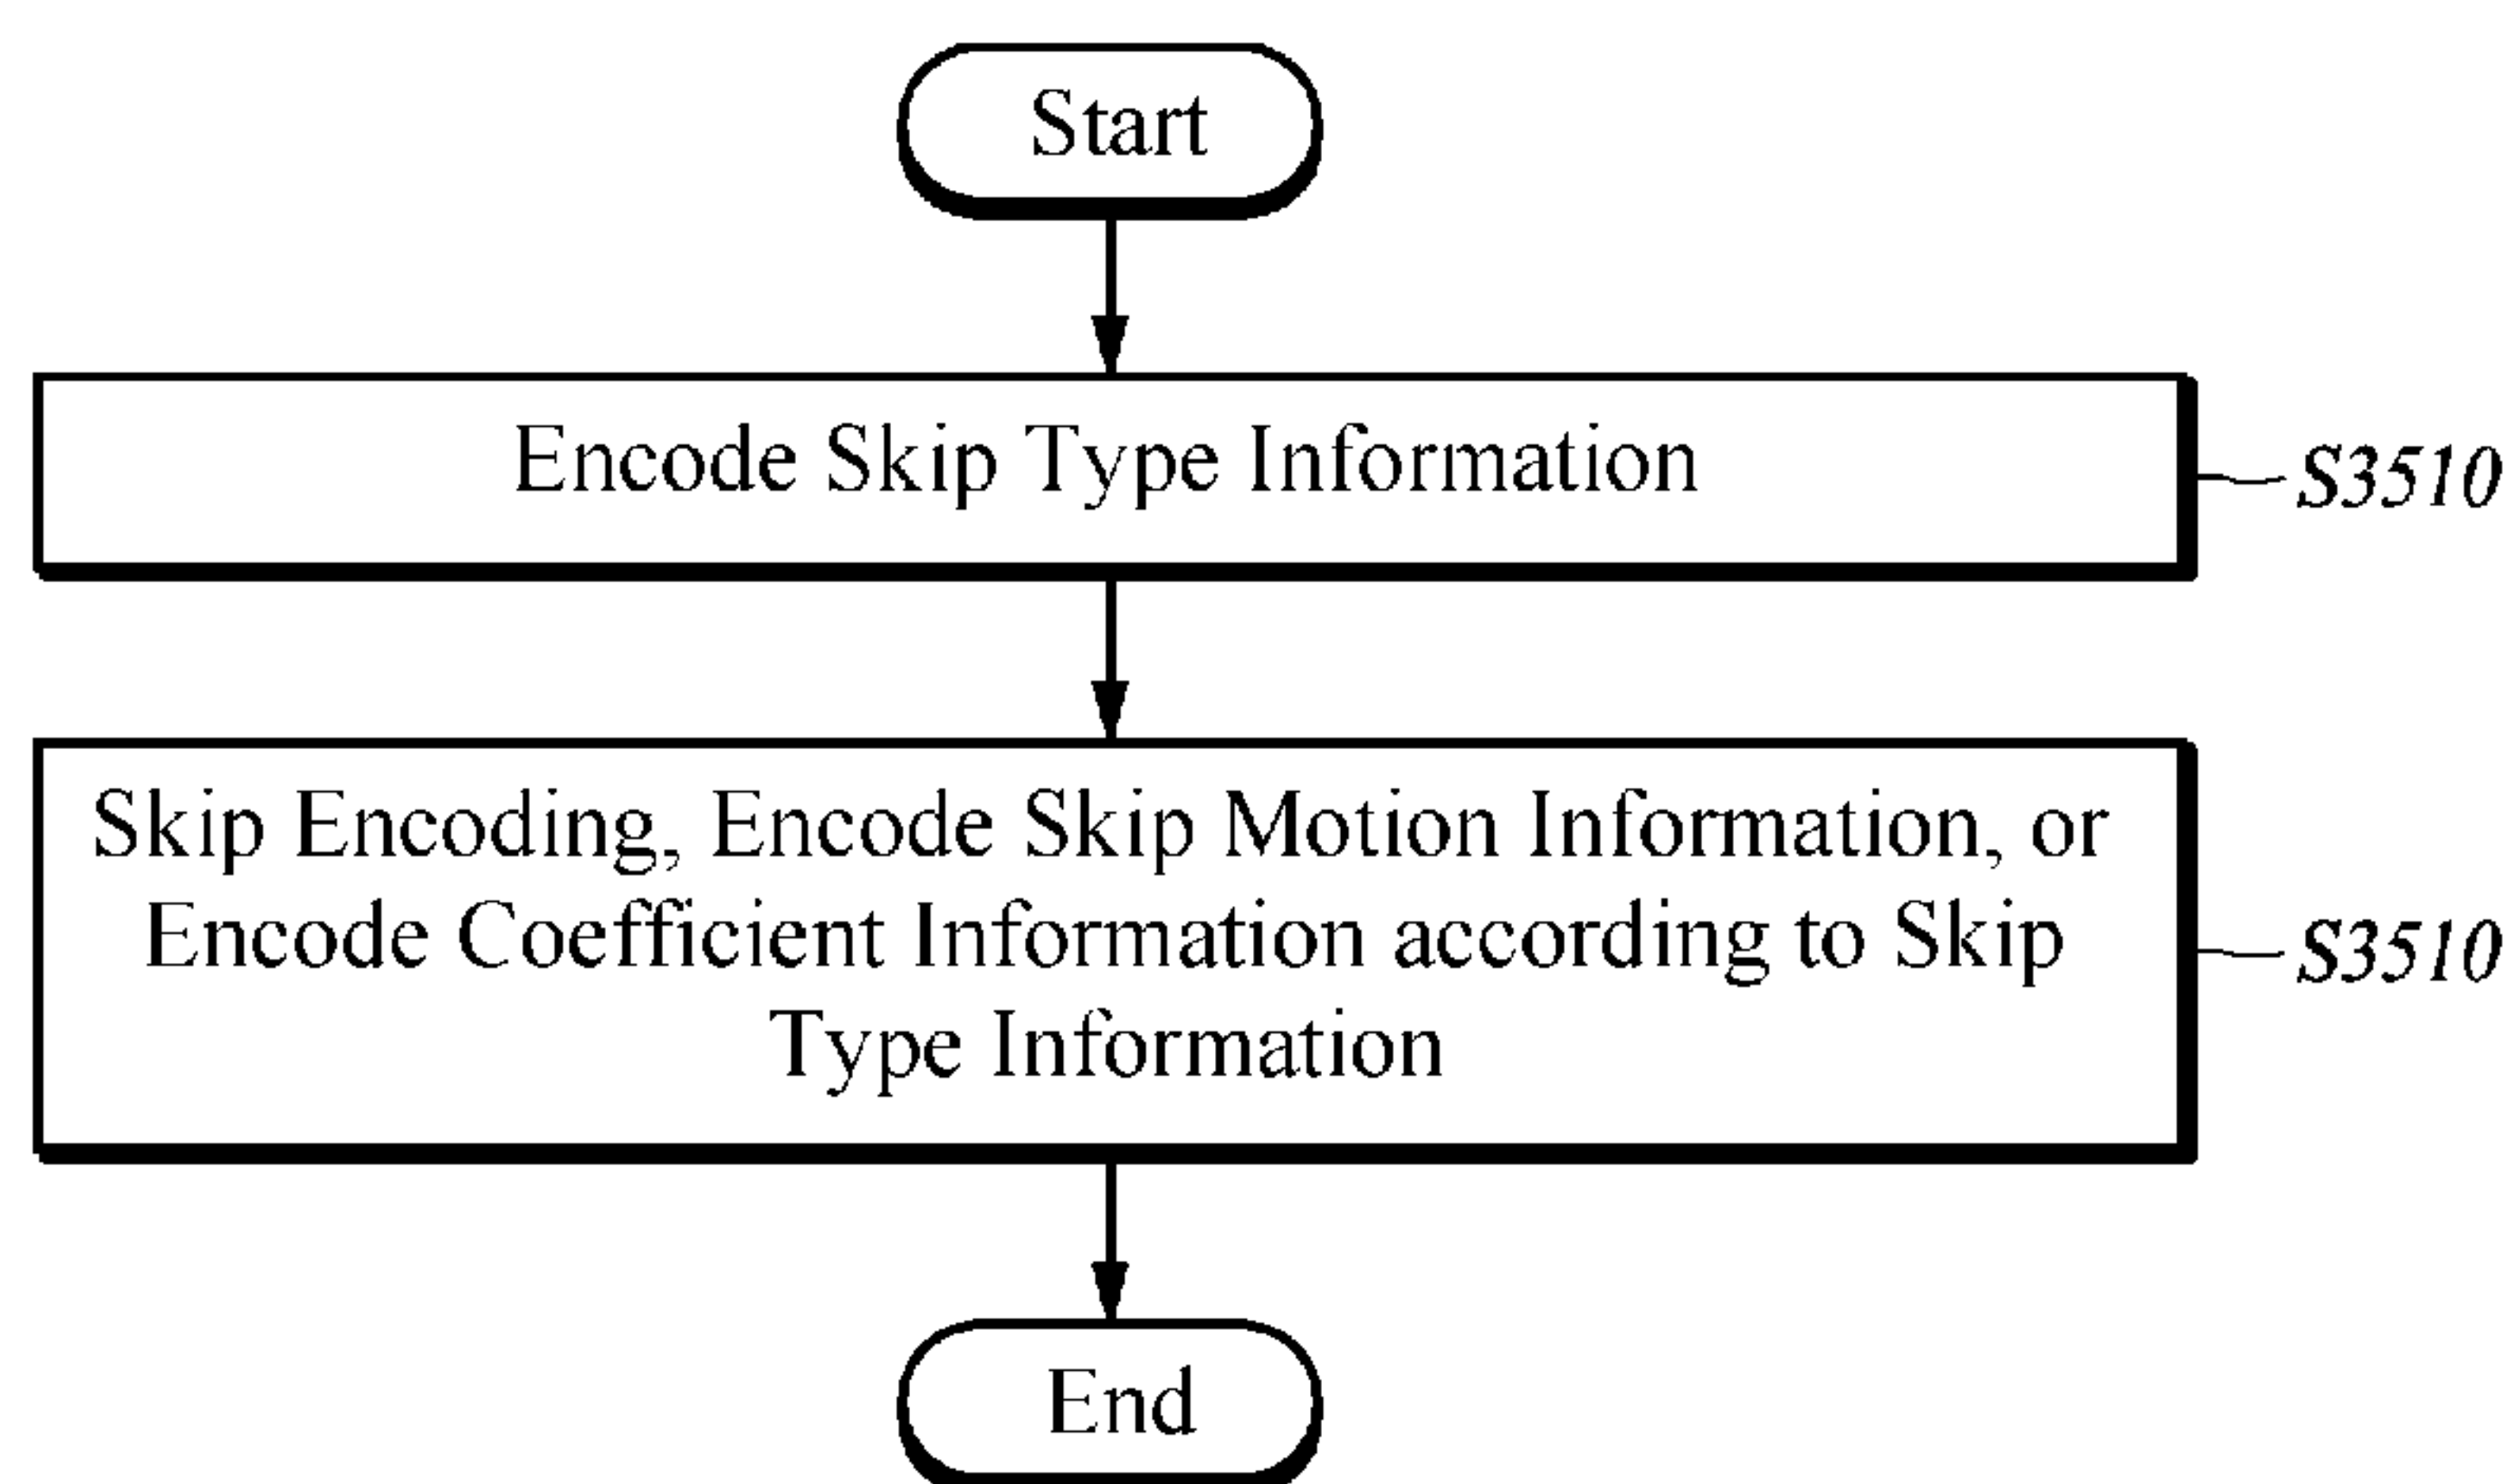 Start
Encode Skip Type Information
S3510
Skip Encoding, Encode Skip Motion Information, or
Encode Coefficient Information according to Skip
Type Information
S3510
End